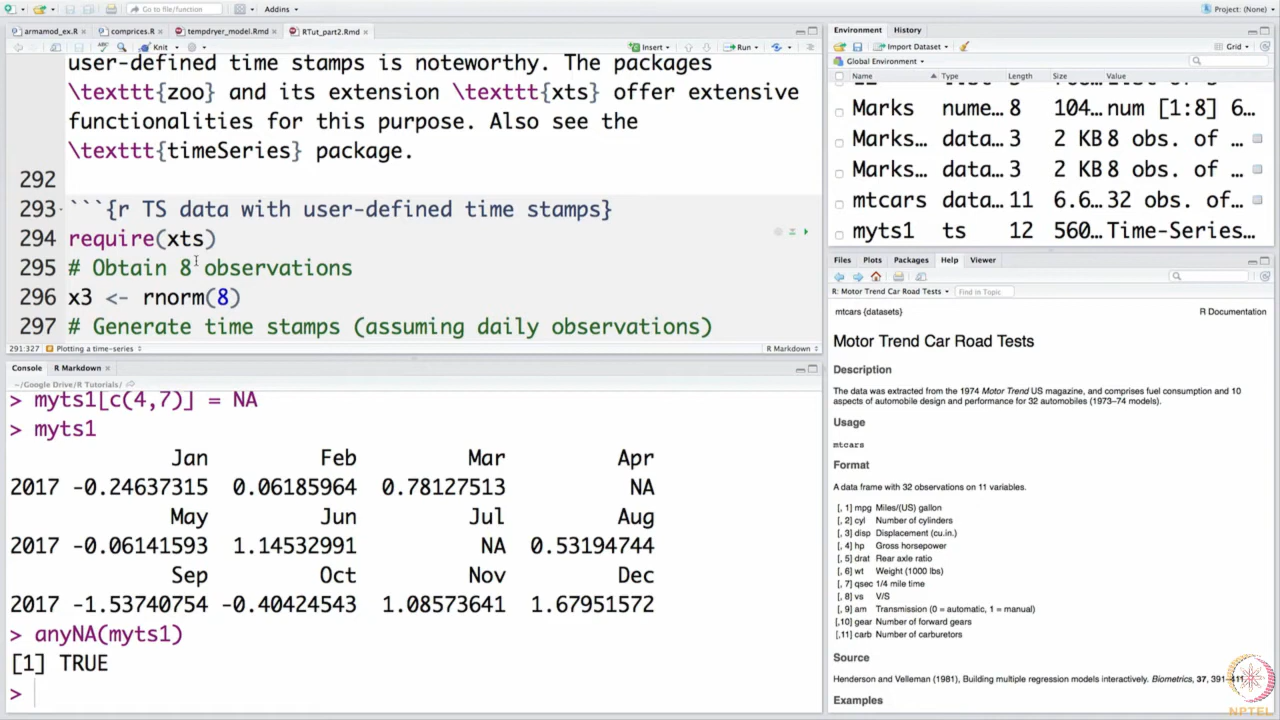 Go to file/function
Addins
Project: (None)
armamod_ex.R
comprices.R
tempdryer_model.Rmd
RTut_part2.Rmd
Knit
Insert
Run
user-defined time stamps is noteworthy. The packages
\texttt{zoo} and its extension \texttt{xts} offer extensive
functionalities for this purpose. Also see the
\texttt{timeSeries} package.
292
293 ```{r TS data with user-defined time stamps}
294 require(xts)
295 # Obtain 8 observations
296 x3 <- rnorm(8)
297 # Generate time stamps (assuming daily observations)
291:327 Plotting a time-series R Markdown
Console R Markdown
~/Google Drive/R Tutorials/
> myts1[c(4,7)] = NA
> myts1
Jan Feb Mar Apr
2017 -0.24637315 0.06185964 0.78127513 NA
May Jun Jul Aug
2017 -0.06141593 1.14532991 NA 0.53194744
Sep Oct Nov Dec
2017 -1.53740754 -0.40424543 1.08573641 1.67951572
> anyNA(myts1)
[1] TRUE
>
Environment History
Import Dataset Grid
Global Environment
Name Type Length Size Value
Marks nume… 8 104… num [1:8] 6…
Marks… data… 3 2 KB 8 obs. of …
Marks… data… 3 2 KB 8 obs. of …
mtcars data… 11 6.6… 32 obs. of…
myts1 ts 12 560… Time-Series…
Files Plots Packages Help Viewer
R: Motor Trend Car Road Tests Find in Topic
mtcars {datasets} R Documentation
Motor Trend Car Road Tests
Description
The data was extracted from the 1974 Motor Trend US magazine, and comprises fuel consumption and 10
aspects of automobile design and performance for 32 automobiles (1973–74 models).
Usage
mtcars
Format
A data frame with 32 observations on 11 variables.
[, 1] mpg Miles/(US) gallon
[, 2] cyl Number of cylinders
[, 3] disp Displacement (cu.in.)
[, 4] hp Gross horsepower
[, 5] drat Rear axle ratio
[, 6] wt Weight (1000 lbs)
[, 7] qsec 1/4 mile time
[, 8] vs V/S
[, 9] am Transmission (0 = automatic, 1 = manual)
[,10] gear Number of forward gears
[,11] carb Number of carburetors
Source
Henderson and Velleman (1981), Building multiple regression models interactively. Biometrics, 37, 391–411.
Examples
NPTEL